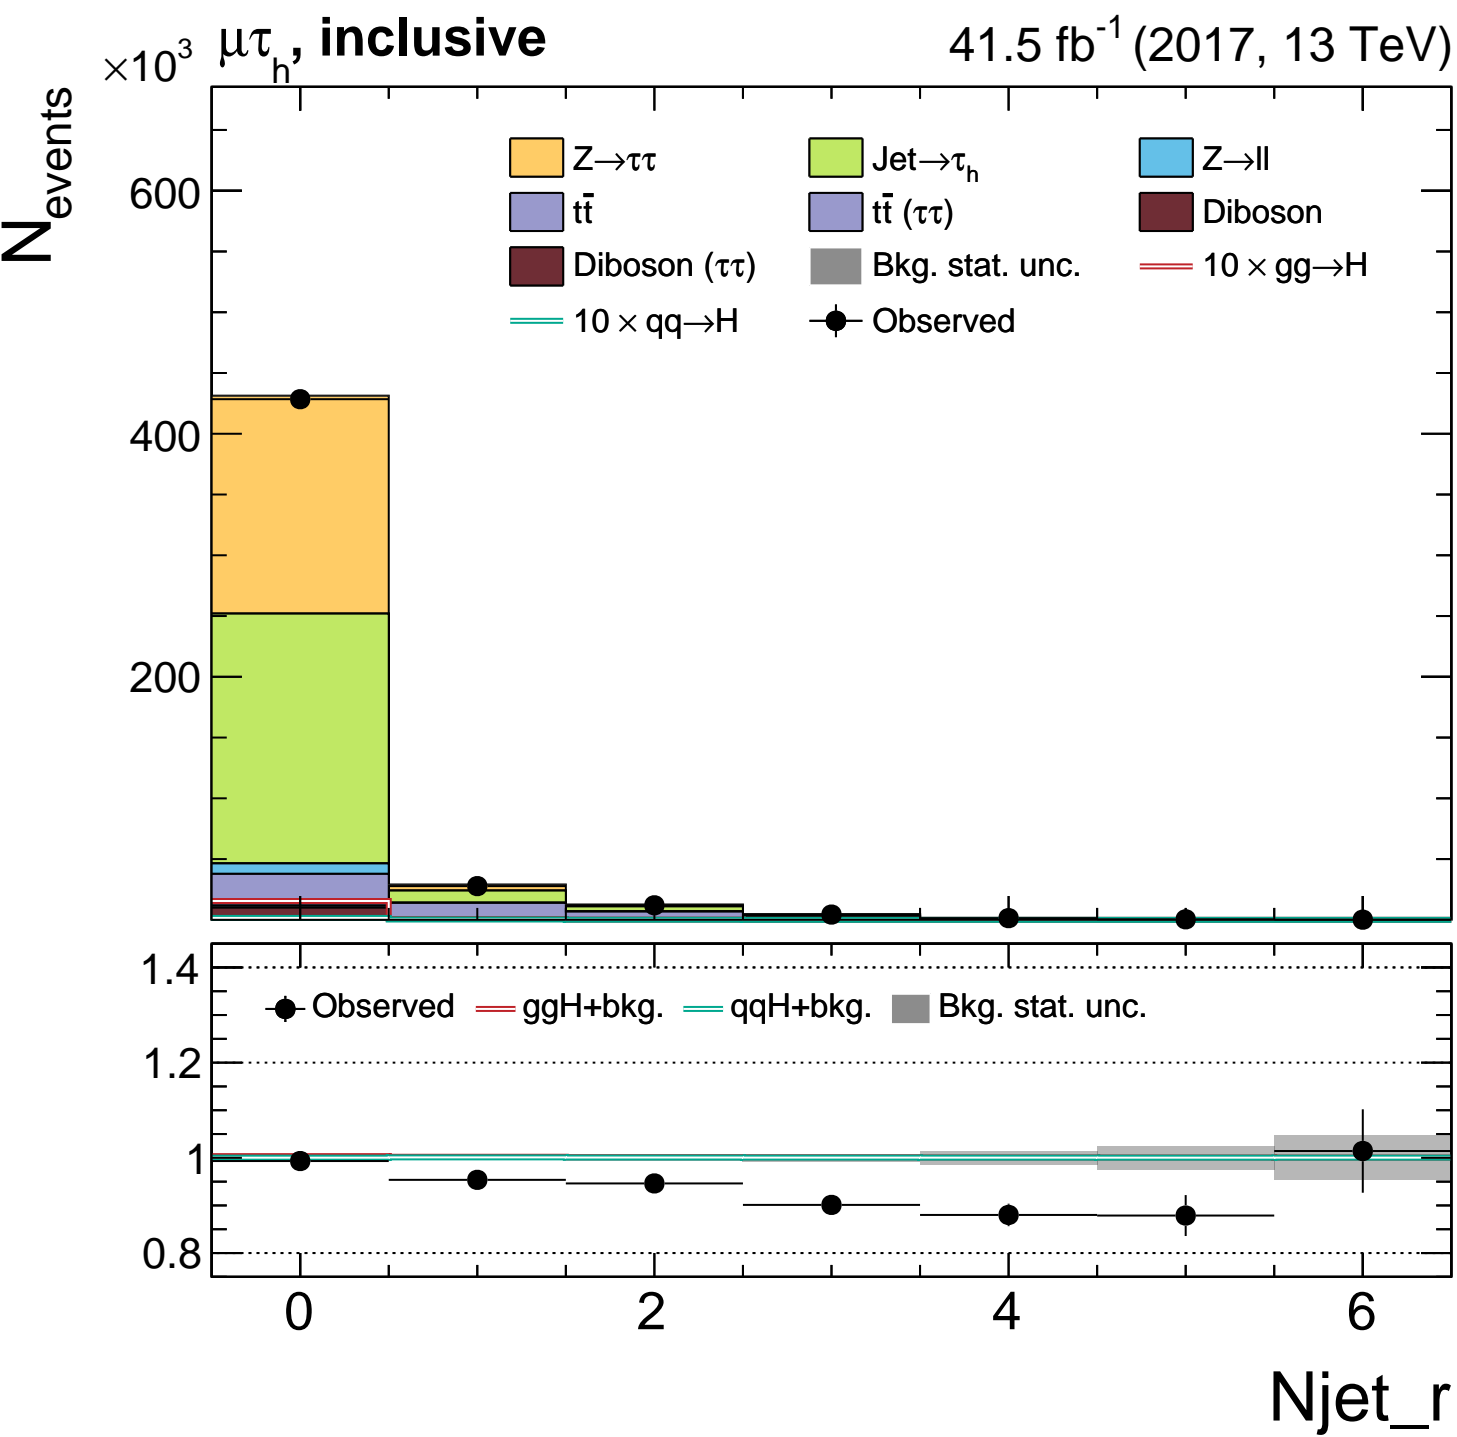 ×10³ μτₕ, inclusive 41.5 fb⁻¹ (2017, 13 TeV)
N_events
Z→ττ Jet→τₕ Z→ll
tt̄ tt̄ (ττ) Diboson
Diboson (ττ) Bkg. stat. unc. 10 × gg→H
10 × qq→H Observed
600
400
200
1.4
Observed ggH+bkg. qqH+bkg. Bkg. stat. unc.
1.2
1
0.8
0 2 4 6
Njet_r